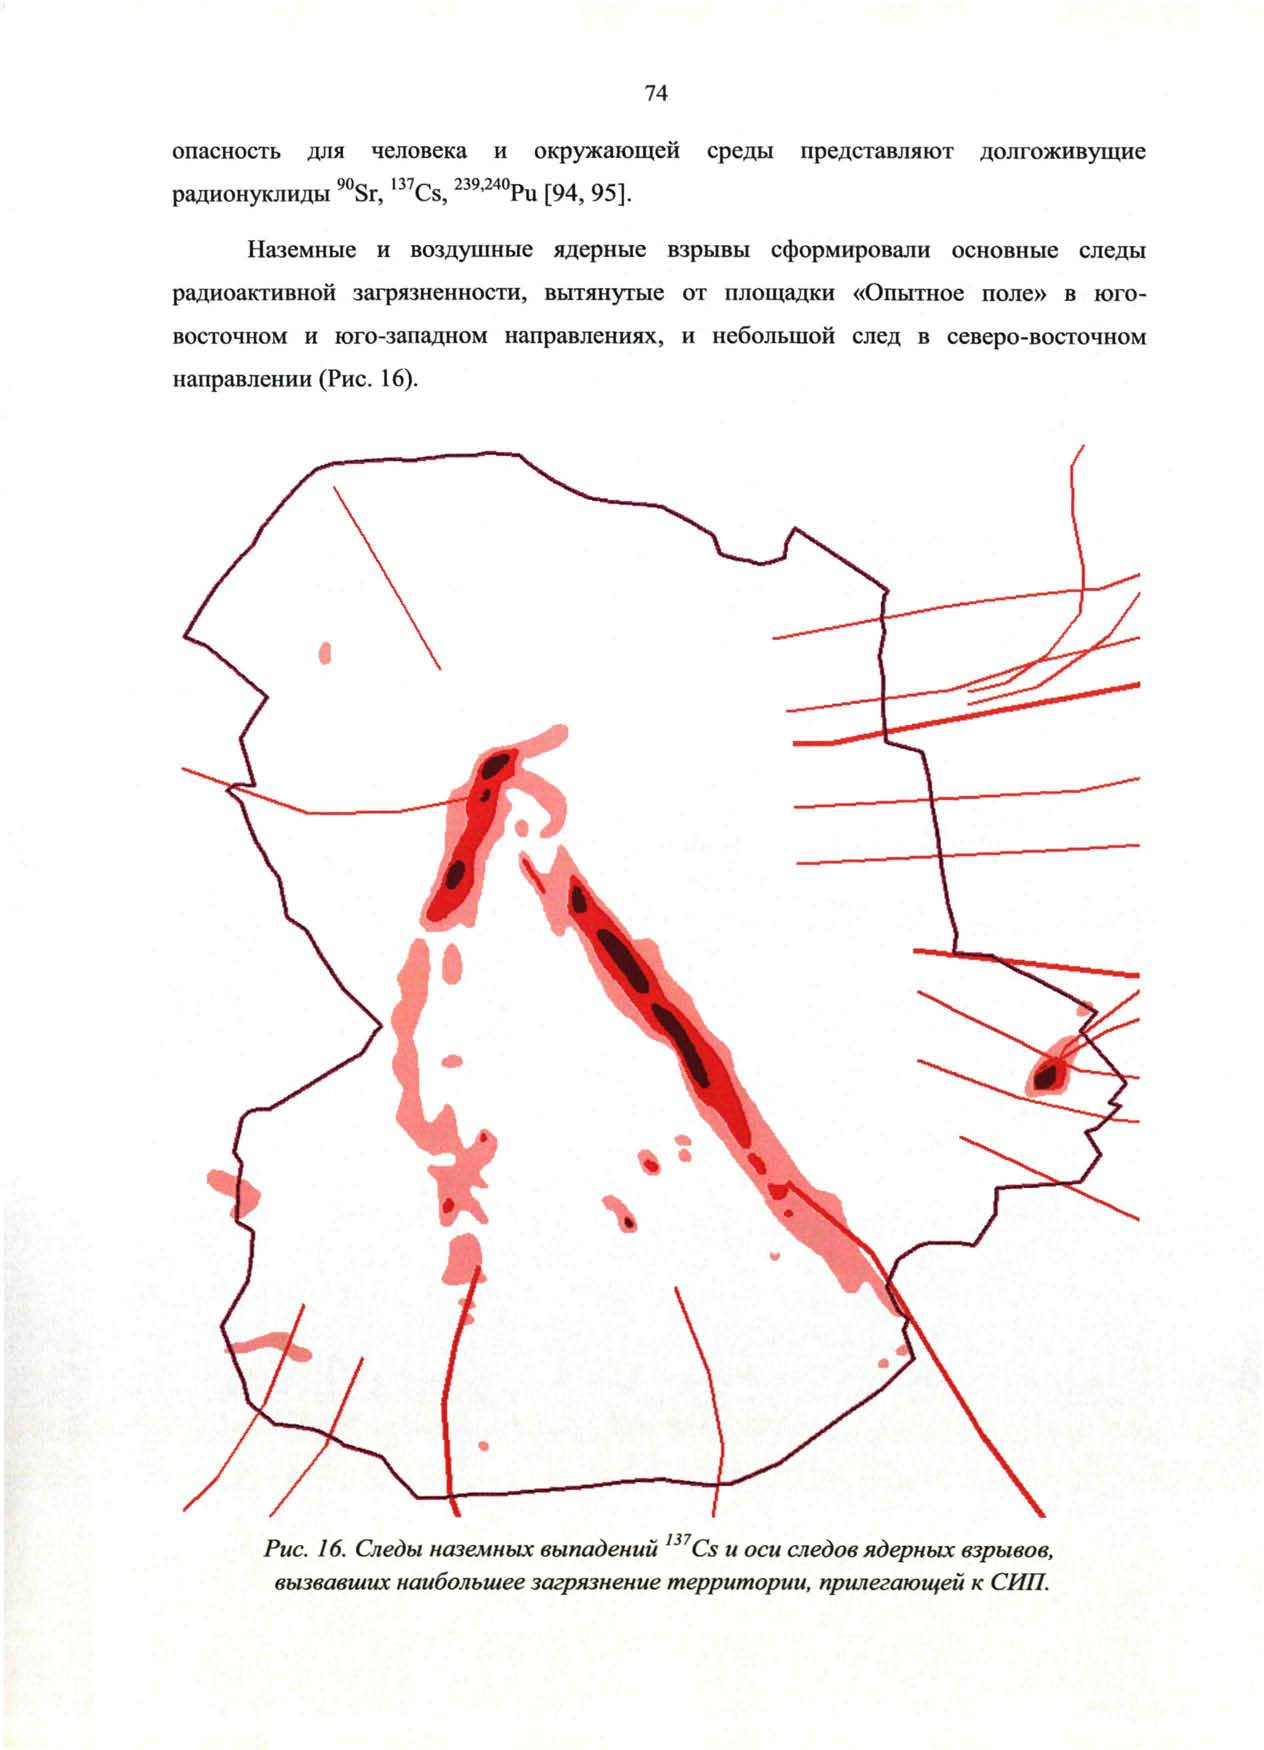 74
опасность для человека и окружающей среды представляют долгоживущие
радионуклиды ⁹⁰Sr, ¹³⁷Cs, ²³⁹,²⁴⁰Pu [94, 95].
Наземные и воздушные ядерные взрывы сформировали основные следы
радиоактивной загрязненности, вытянутые от площадки «Опытное поле» в юго-
восточном и юго-западном направлениях, и небольшой след в северо-восточном
направлении (Рис. 16).
Рис. 16. Следы наземных выпадений ¹³⁷Cs и оси следов ядерных взрывов,
вызвавших наибольшее загрязнение территории, прилегающей к СИП.